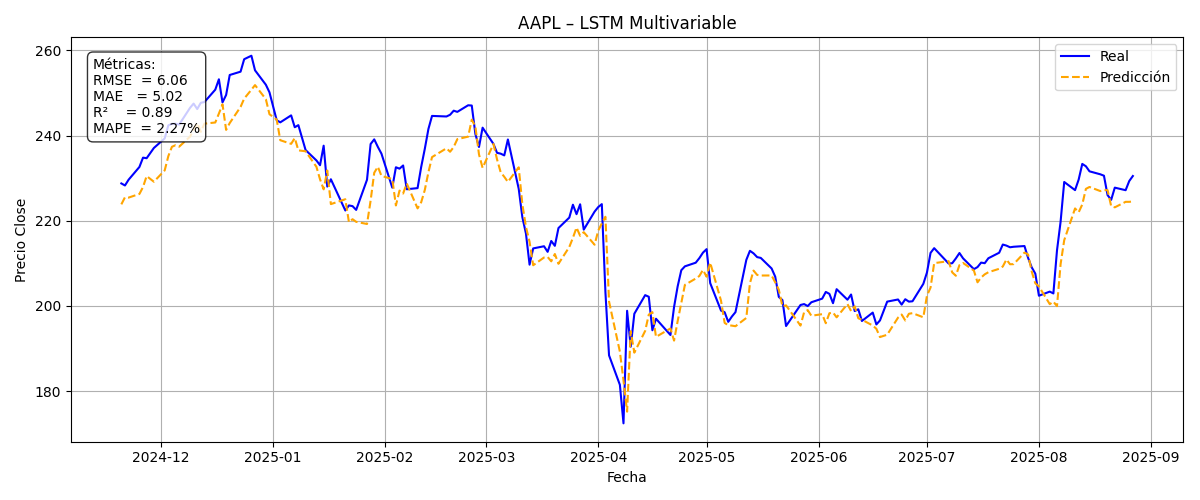 AAPL – LSTM Multivariable
Métricas:
RMSE = 6.06
MAE = 5.02
R² = 0.89
MAPE = 2.27%
Real
Predicción
Precio Close
260
240
220
200
180
2024-12
2025-01
2025-02
2025-03
2025-04
2025-05
2025-06
2025-07
2025-08
2025-09
Fecha